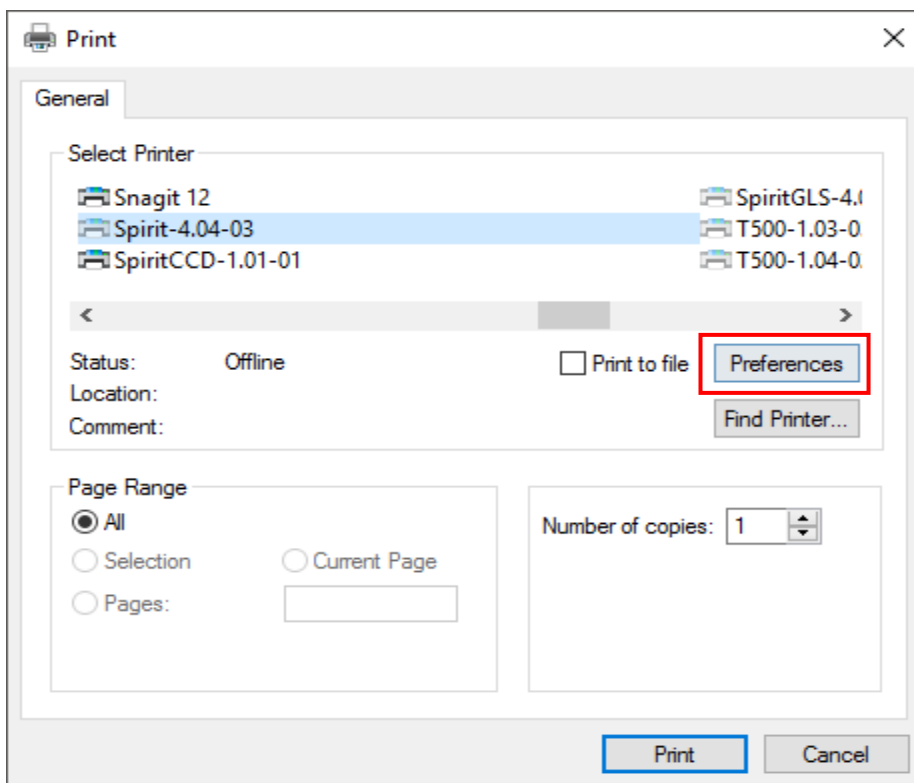 Print
General
Select Printer
Snagit 12
Spirit-4.04-03
SpiritCCD-1.01-01
SpiritGLS-4.0
T500-1.03-0
T500-1.04-0
Status: Offline
Print to file
Preferences
Location:
Comment:
Find Printer...
Page Range
All
Selection
Current Page
Pages:
Number of copies: 1
Print
Cancel